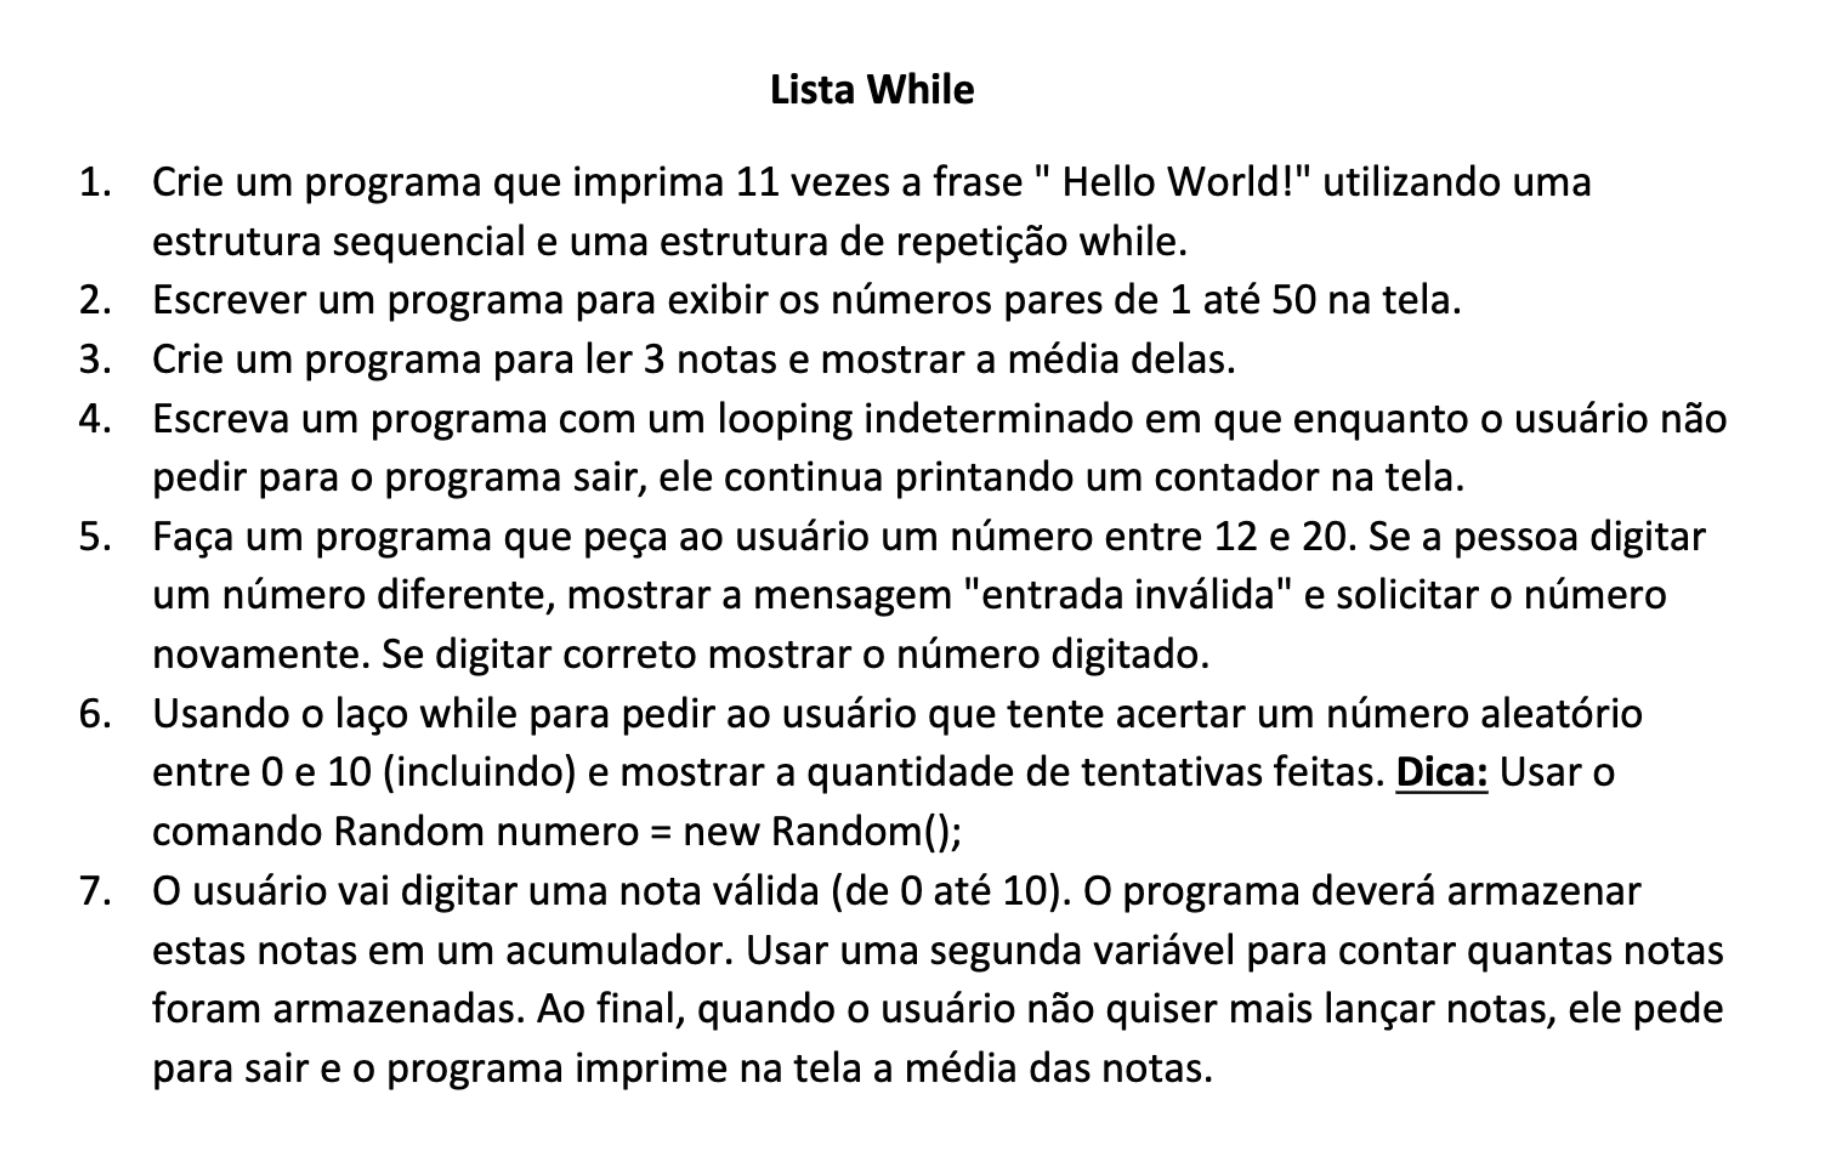 Lista While
1. Crie um programa que imprima 11 vezes a frase " Hello World!" utilizando uma
estrutura sequencial e uma estrutura de repetição while.
2. Escrever um programa para exibir os números pares de 1 até 50 na tela.
3. Crie um programa para ler 3 notas e mostrar a média delas.
4. Escreva um programa com um looping indeterminado em que enquanto o usuário não
pedir para o programa sair, ele continua printando um contador na tela.
5. Faça um programa que peça ao usuário um número entre 12 e 20. Se a pessoa digitar
um número diferente, mostrar a mensagem "entrada inválida" e solicitar o número
novamente. Se digitar correto mostrar o número digitado.
6. Usando o laço while para pedir ao usuário que tente acertar um número aleatório
entre 0 e 10 (incluindo) e mostrar a quantidade de tentativas feitas. Dica: Usar o
comando Random numero = new Random();
7. O usuário vai digitar uma nota válida (de 0 até 10). O programa deverá armazenar
estas notas em um acumulador. Usar uma segunda variável para contar quantas notas
foram armazenadas. Ao final, quando o usuário não quiser mais lançar notas, ele pede
para sair e o programa imprime na tela a média das notas.